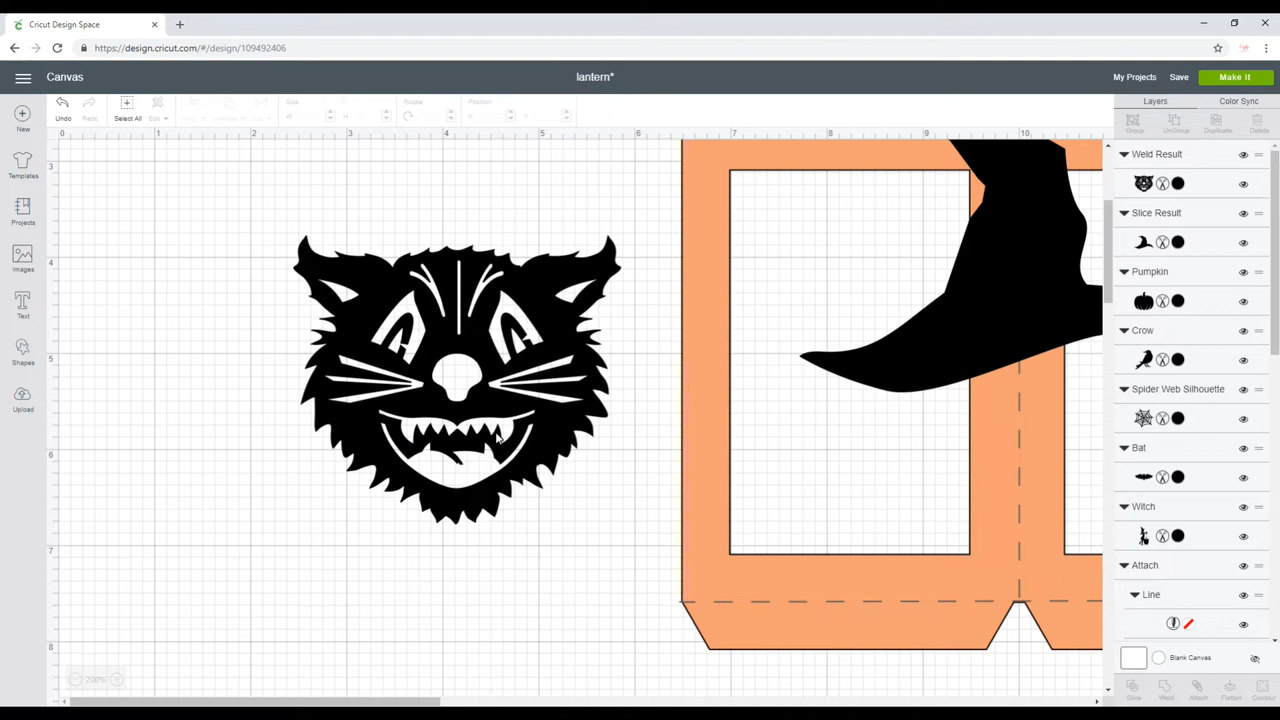 Cricut Design Space
https://design.cricut.com/#/design/109492406
Canvas
lantern*
My Projects
Save
Make It
Undo
Redo
Select All
Edit
Size
W
H
Rotate
Position
X
Y
Layers
Color Sync
Group
UnGroup
Duplicate
Delete
New
Templates
Projects
Images
Text
Shapes
Upload
0 1 2 3 4 5 6 7 8 9 10
3
4
5
6
7
8
Weld Result
Slice Result
Pumpkin
Crow
Spider Web Silhouette
Bat
Witch
Attach
Line
Blank Canvas
200%
Slice
Weld
Attach
Flatten
Contour